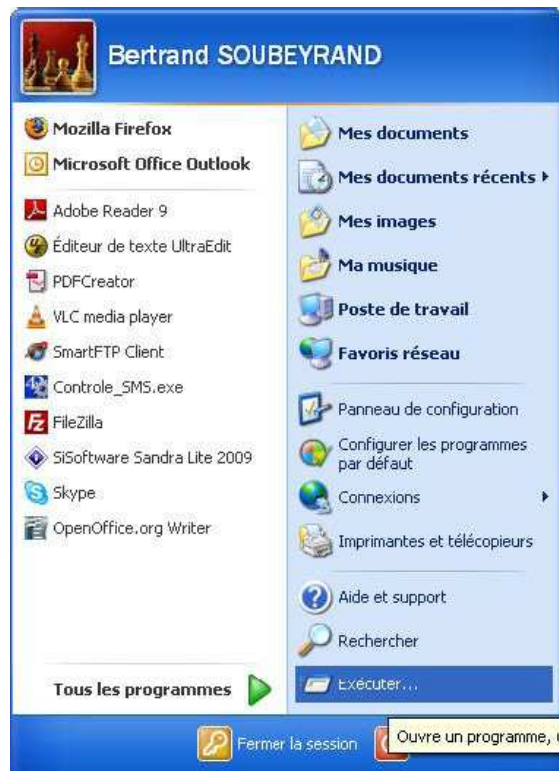 Bertrand SOUBEYRAND
Mozilla Firefox
Microsoft Office Outlook
Adobe Reader 9
Éditeur de texte UltraEdit
PDFCreator
VLC media player
SmartFTP Client
Controle_SMS.exe
FileZilla
SiSoftware Sandra Lite 2009
Skype
OpenOffice.org Writer
Tous les programmes
Mes documents
Mes documents récents
Mes images
Ma musique
Poste de travail
Favoris réseau
Panneau de configuration
Configurer les programmes
par défaut
Connexions
Imprimantes et télécopieurs
Aide et support
Rechercher
Exécuter...
Fermer la session
Ouvre un programme,